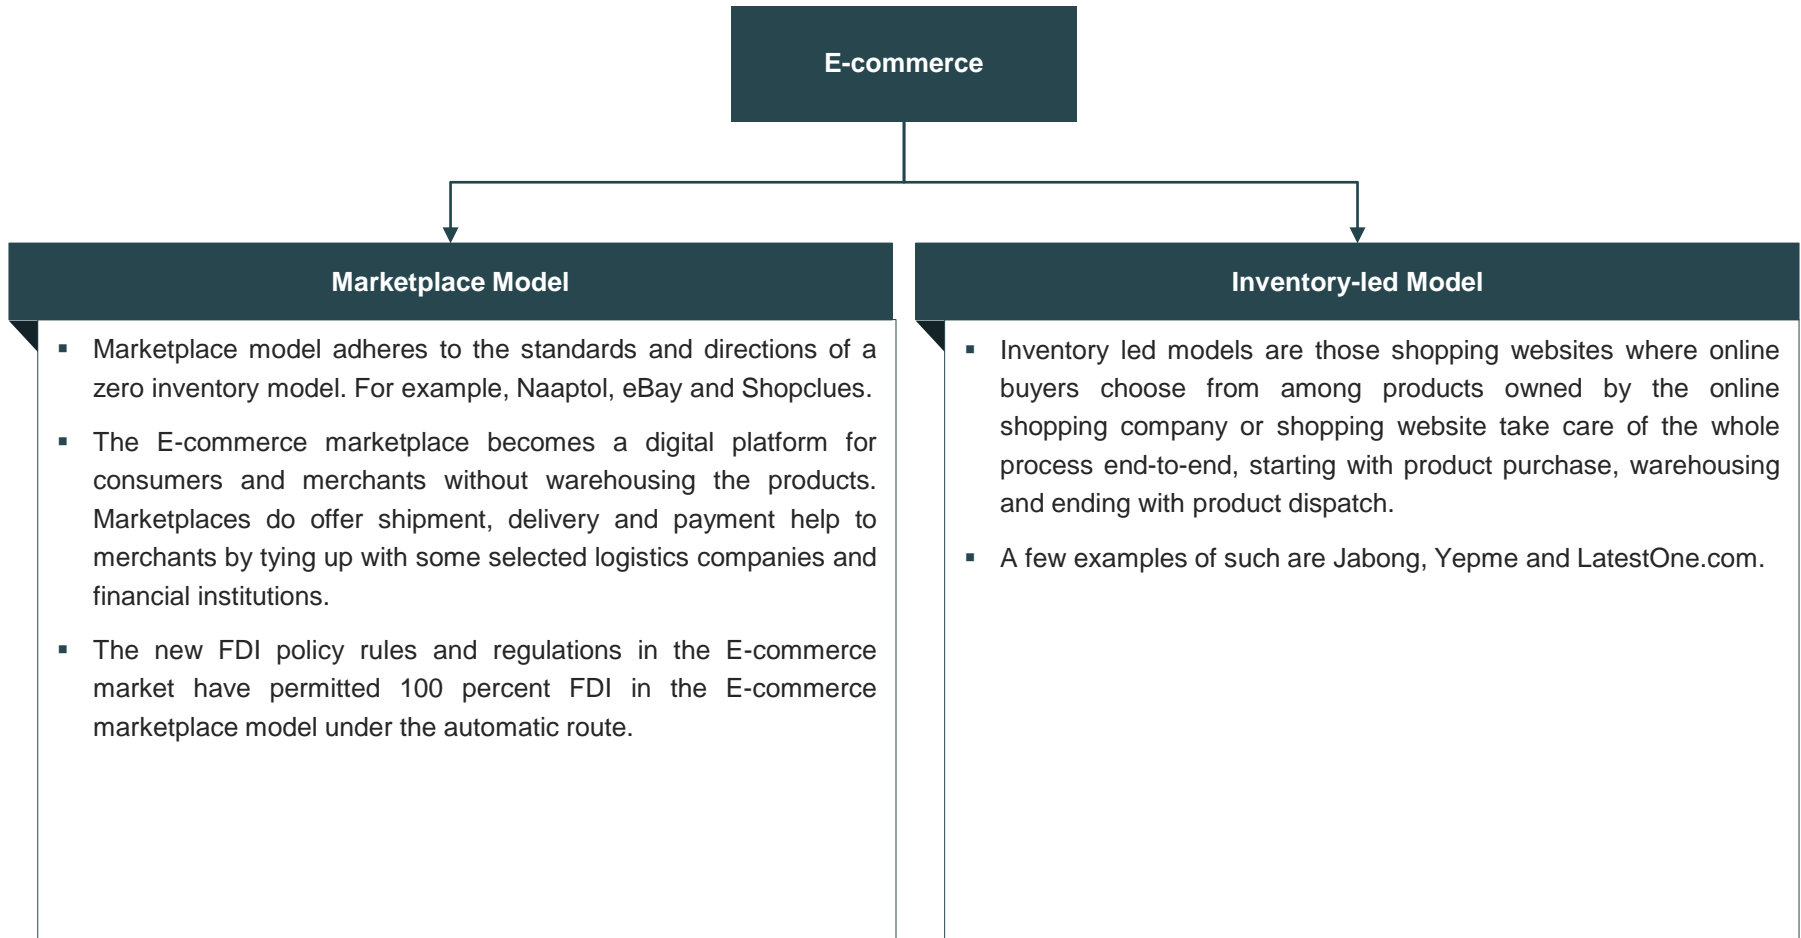 E-commerce
Marketplace Model
▪ Marketplace model adheres to the standards and directions of a
zero inventory model. For example, Naaptol, eBay and Shopclues.
▪ The E-commerce marketplace becomes a digital platform for
consumers and merchants without warehousing the products.
Marketplaces do offer shipment, delivery and payment help to
merchants by tying up with some selected logistics companies and
financial institutions.
▪ The new FDI policy rules and regulations in the E-commerce
market have permitted 100 percent FDI in the E-commerce
marketplace model under the automatic route.
Inventory-led Model
▪ Inventory led models are those shopping websites where online
buyers choose from among products owned by the online
shopping company or shopping website take care of the whole
process end-to-end, starting with product purchase, warehousing
and ending with product dispatch.
▪ A few examples of such are Jabong, Yepme and LatestOne.com.